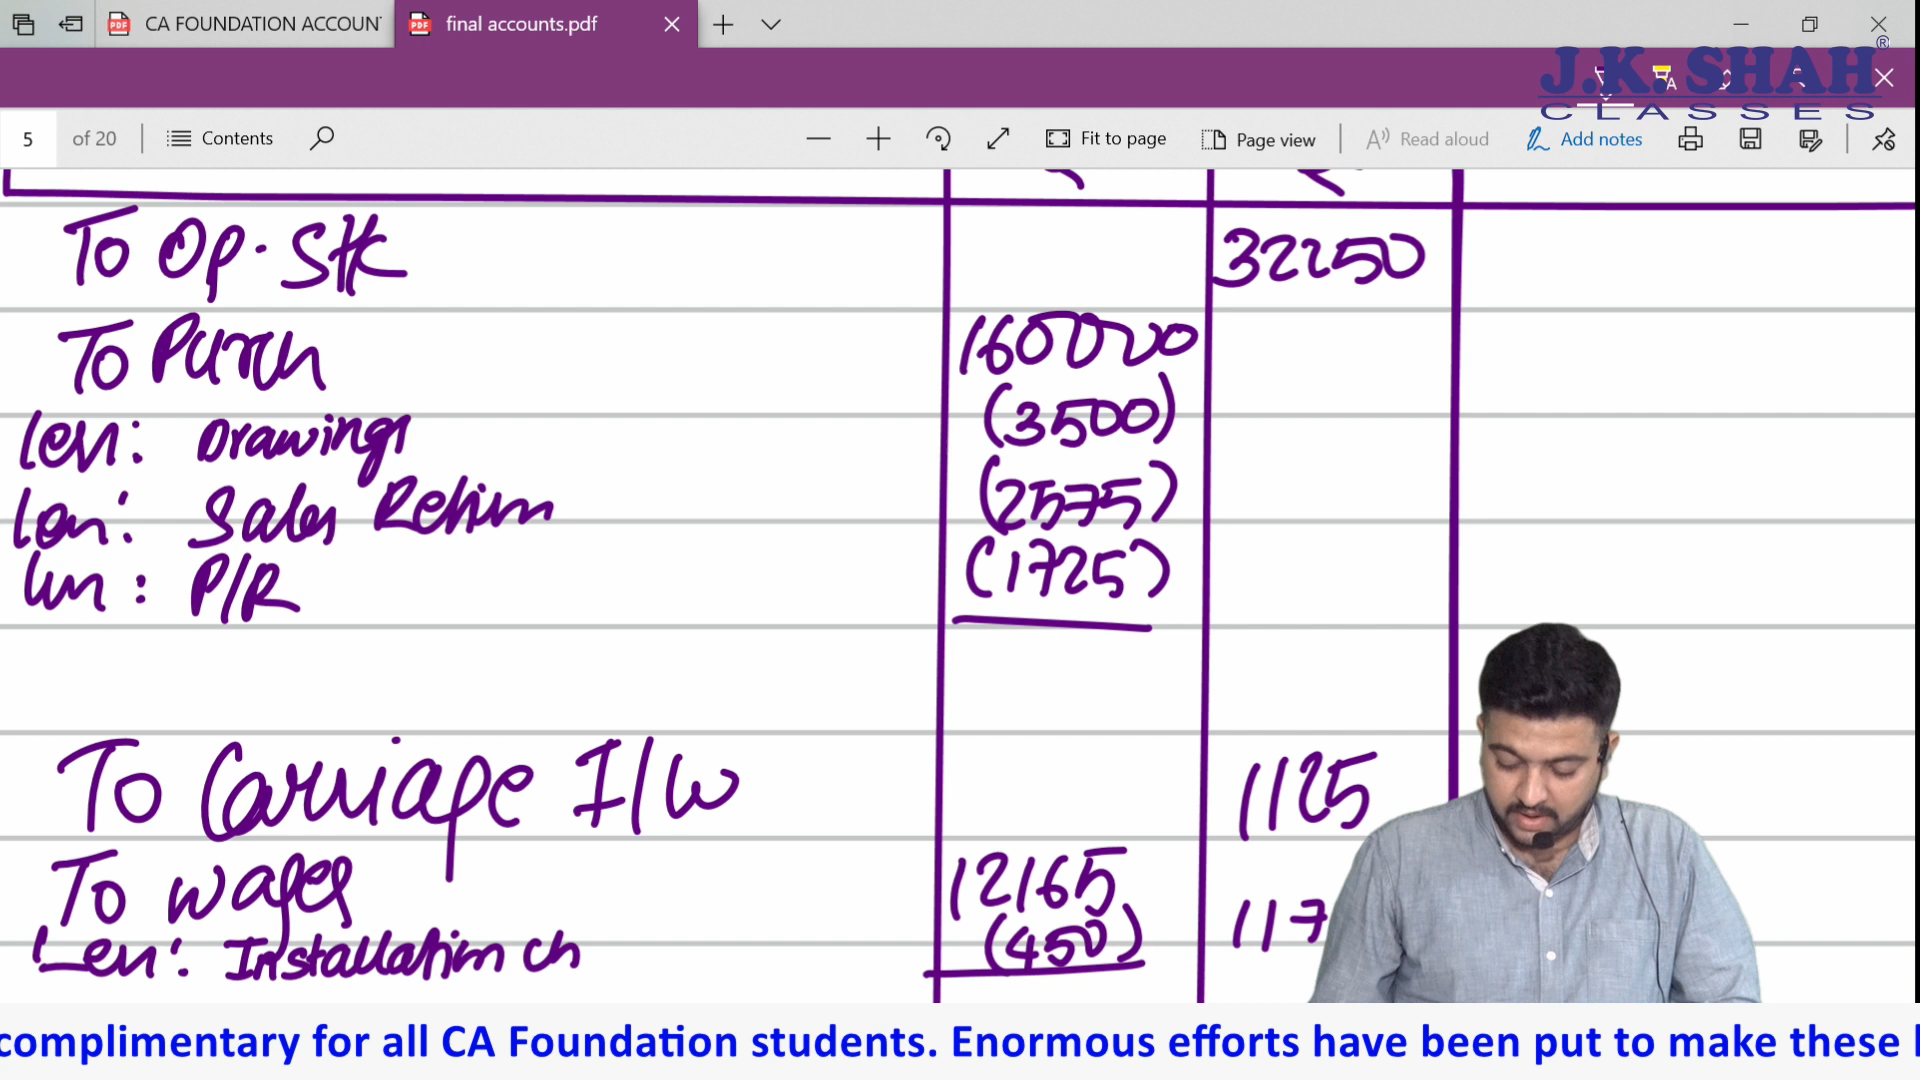 CA FOUNDATION ACCOUN
final accounts.pdf
J.K. SHAH ®
CLASSES
5 of 20 Contents Fit to page Page view Read aloud Add notes
To Op. Stk 32250
To Purch 160000
Less: Drawings (3500)
Less: Sales Return (2575)
Less: P/R (1725)
To Carriage I/W 1125
To wages 12165
Less: Installation ch (450) 117
complimentary for all CA Foundation students. Enormous efforts have been put to make these